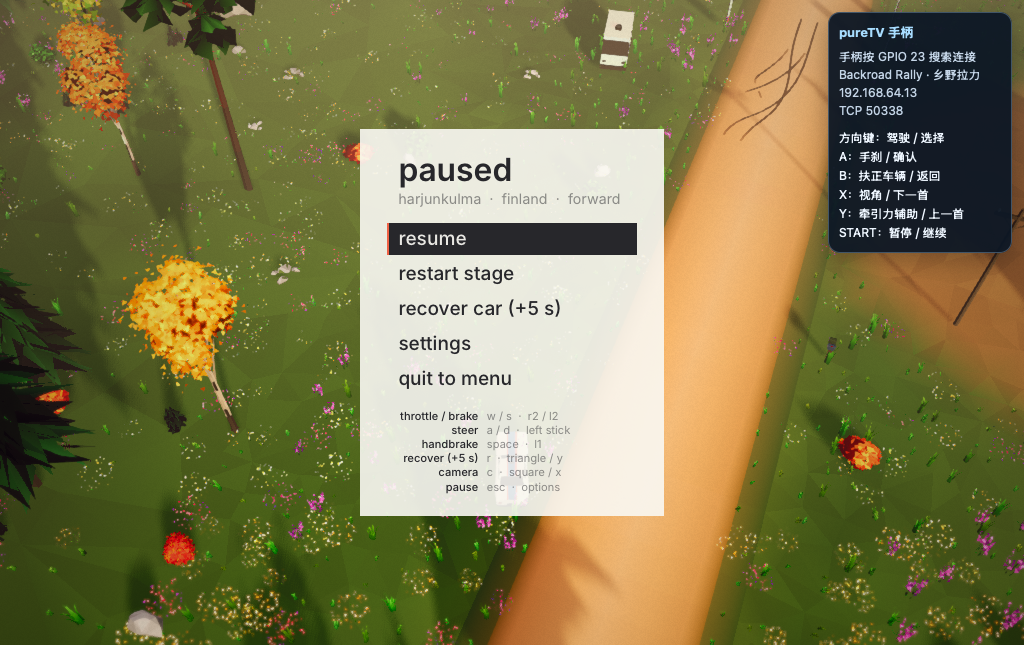 paused
harjunkulma · finland · forward
resume
restart stage
recover car (+5 s)
settings
quit to menu
throttle / brake w / s · r2 / l2
steer a / d · left stick
handbrake space · l1
recover (+5 s) r · triangle / y
camera c · square / x
pause esc · options
pureTV 手柄
手柄按 GPIO 23 搜索连接
Backroad Rally · 乡野拉力
192.168.64.13
TCP 50338
方向键：驾驶 / 选择
A：手刹 / 确认
B：扶正车辆 / 返回
X：视角 / 下一首
Y：牵引力辅助 / 上一首
START：暂停 / 继续